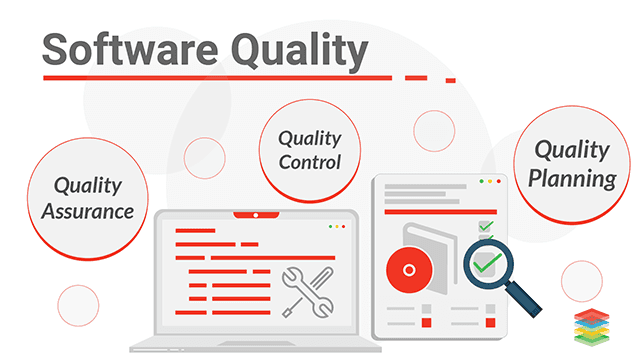 Software Quality
Quality
Assurance
Quality
Control
Quality
Planning